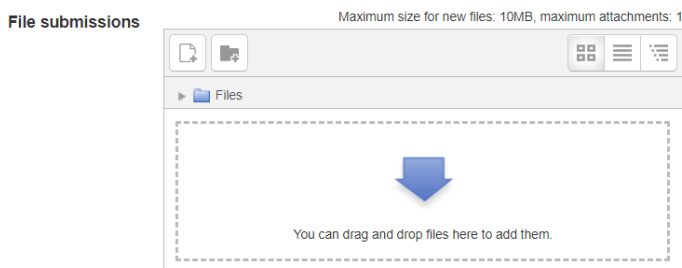 File submissions
Maximum size for new files: 10MB, maximum attachments: 1
Files
You can drag and drop files here to add them.